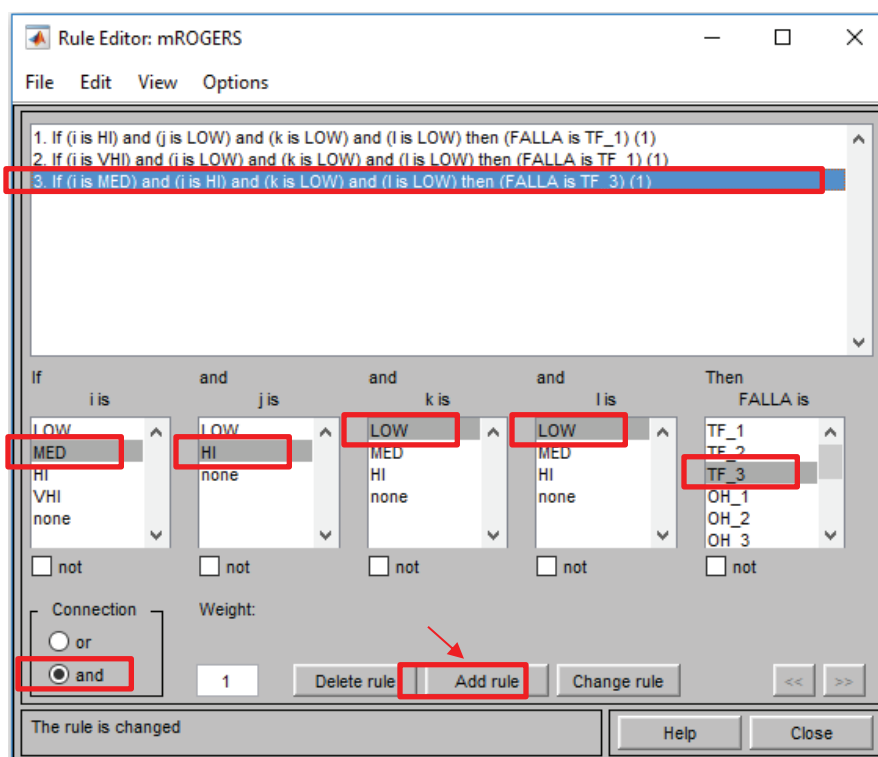 Rule Editor: mROGERS
File Edit View Options
1. If (i is HI) and (j is LOW) and (k is LOW) and (l is LOW) then (FALLA is TF_1) (1)
2. If (i is VHI) and (j is LOW) and (k is LOW) and (l is LOW) then (FALLA is TF_1) (1)
3. If (i is MED) and (j is HI) and (k is LOW) and (l is LOW) then (FALLA is TF_3) (1)
If and and and Then
i is j is k is l is FALLA is
LOW LOW LOW LOW TF_1
MED HI MED MED TF_2
HI none HI HI TF_3
VHI none none OH_1
none OH_2
OH_3
not not not not not
Connection Weight:
or
and 1 Delete rule Add rule Change rule << >>
The rule is changed Help Close